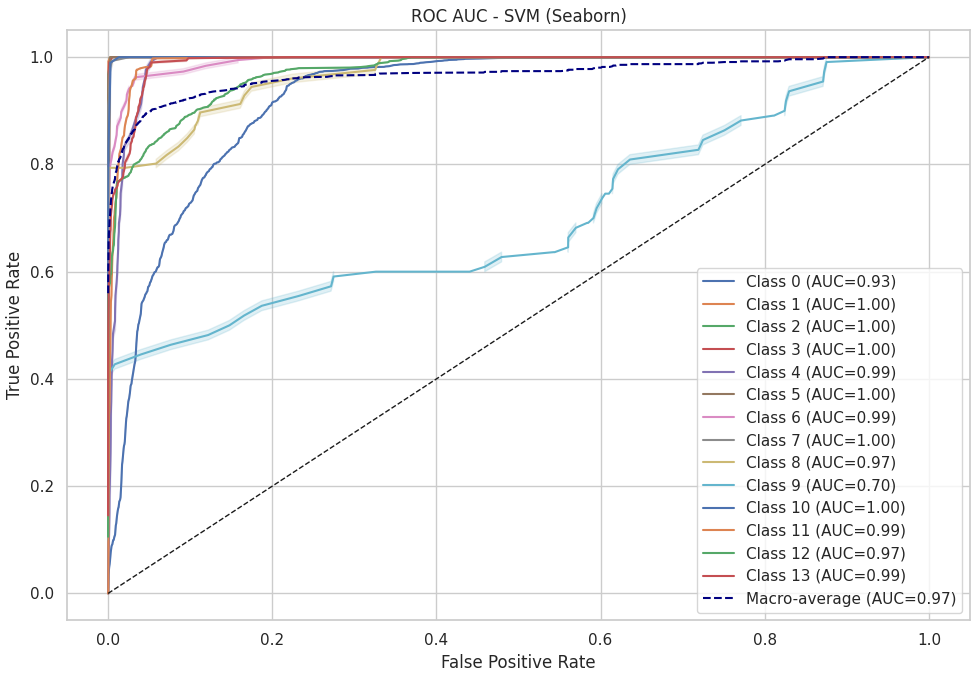 ROC AUC - SVM (Seaborn)
1.0
0.8
0.6
0.4
0.2
0.0
True Positive Rate
0.0 0.2 0.4 0.6 0.8 1.0
False Positive Rate
Class 0 (AUC=0.93)
Class 1 (AUC=1.00)
Class 2 (AUC=1.00)
Class 3 (AUC=1.00)
Class 4 (AUC=0.99)
Class 5 (AUC=1.00)
Class 6 (AUC=0.99)
Class 7 (AUC=1.00)
Class 8 (AUC=0.97)
Class 9 (AUC=0.70)
Class 10 (AUC=1.00)
Class 11 (AUC=0.99)
Class 12 (AUC=0.97)
Class 13 (AUC=0.99)
Macro-average (AUC=0.97)